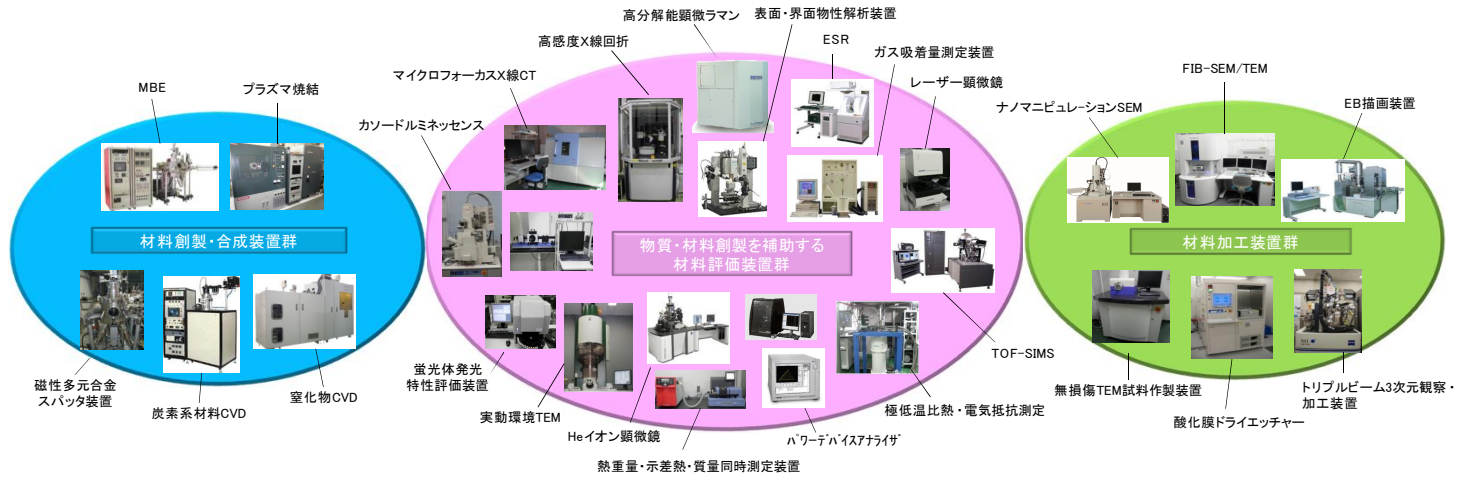 MBE
プラズマ焼結
材料創製・合成装置群
磁性多元合金
スパッタ装置
炭素系材料CVD
窒化物CVD
カソードルミネッセンス
マイクロフォーカスX線CT
高感度X線回折
高分解能顕微ラマン
表面・界面物性解析装置
ESR
ガス吸着量測定装置
レーザー顕微鏡
物質・材料創製を補助する
材料評価装置群
TOF-SIMS
蛍光体発光
特性評価装置
実動環境TEM
Heイオン顕微鏡
熱重量・示差熱・質量同時測定装置
ﾊﾟﾜｰﾃﾞﾊﾞｲｽｱﾅﾗｲｻﾞ
極低温比熱・電気抵抗測定
ナノマニピュレーションSEM
FIB-SEM/TEM
EB描画装置
材料加工装置群
無損傷TEM試料作製装置
酸化膜ドライエッチャー
トリプルビーム3次元観察・
加工装置